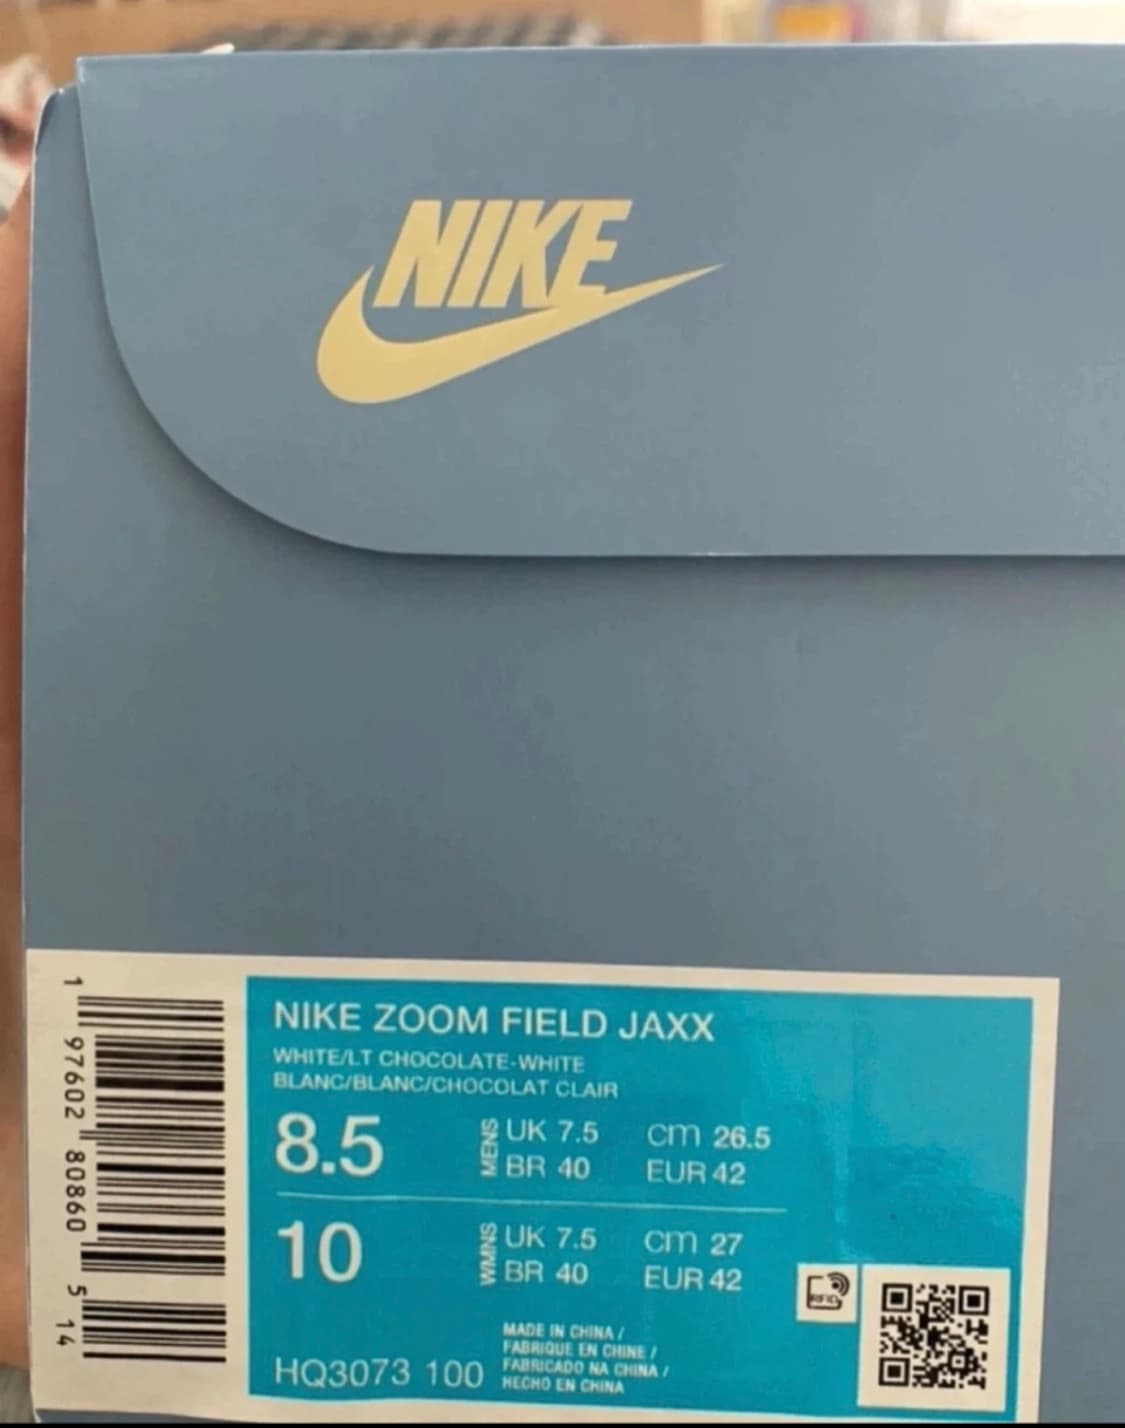 NIKE
NIKE ZOOM FIELD JAXX
WHITE/LT CHOCOLATE-WHITE
BLANC/BLANC/CHOCOLAT CLAIR
8.5
MENS
UK 7.5
cm 26.5
BR 40
EUR 42
10
WMNS
UK 7.5
cm 27
BR 40
EUR 42
MADE IN CHINA /
FABRIQUE EN CHINE /
FABRICADO NA CHINA /
HECHO EN CHINA
HQ3073 100
RFID
1 97602 80860 5 14